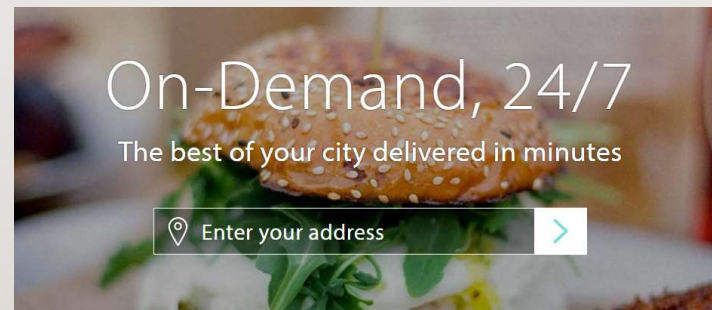 On-Demand, 24/7
The best of your city delivered in minutes
Enter your address